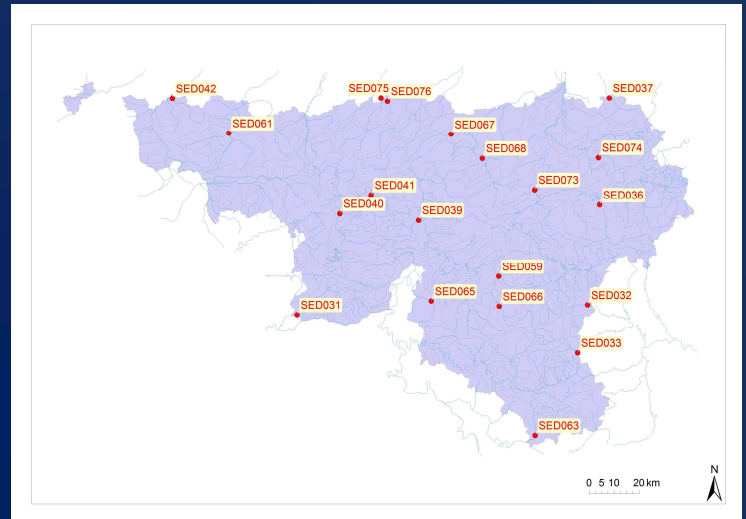 SED042
SED075
SED076
SED037
SED061
SED067
SED068
SED074
SED041
SED073
SED036
SED040
SED039
SED059
SED065
SED066
SED032
SED031
SED033
SED063
N
0 5 10 20 km